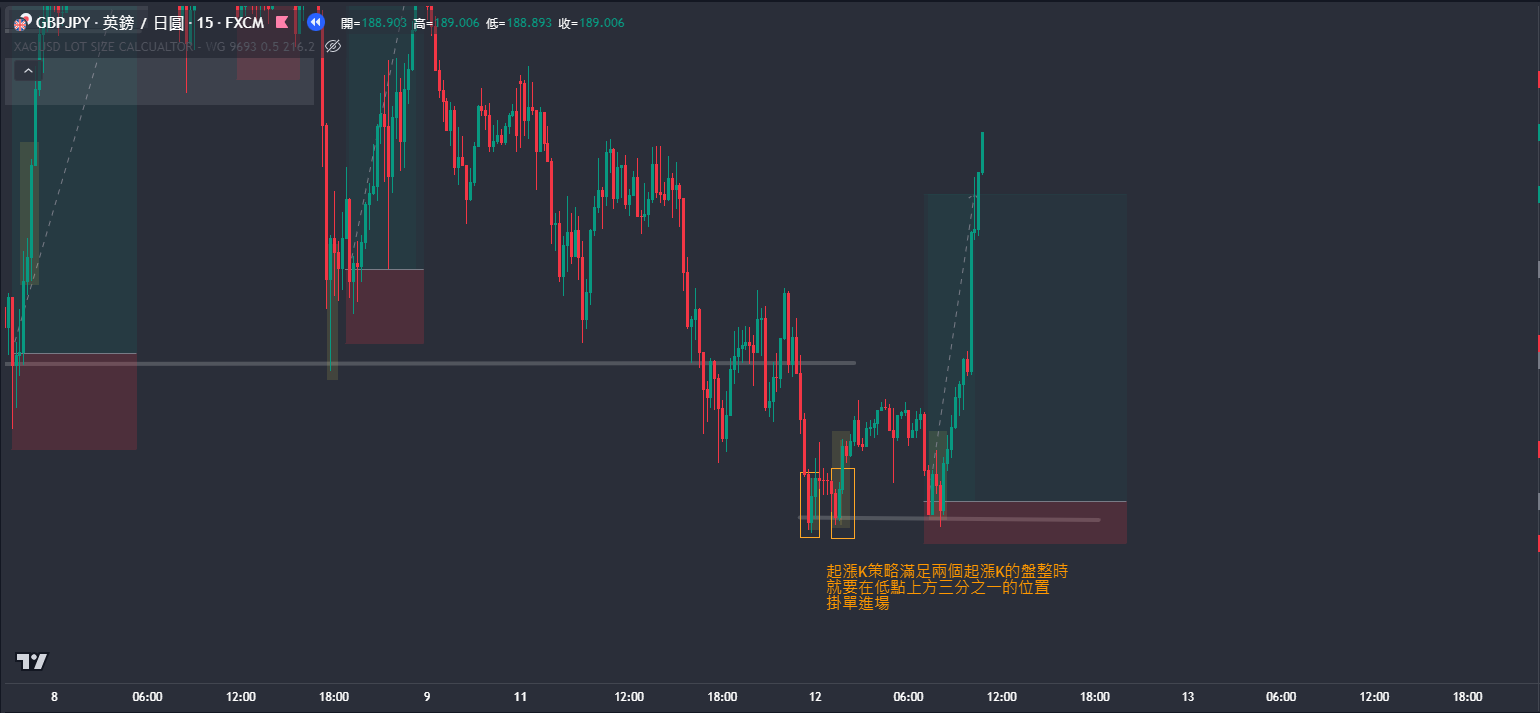 GBPJPY · 英鎊 / 日圓 · 15 · FXCM 開=188.903 高=189.006 低=188.893 收=189.006
XAGUSD LOT SIZE CALCUALTOR - WG 9693 0.5 216.2
起漲K策略滿足兩個起漲K的盤整時
就要在低點上方三分之一的位置
掛單進場
8 06:00 12:00 18:00 9 11 12:00 18:00 12 06:00 12:00 18:00 13 06:00 12:00 18:00